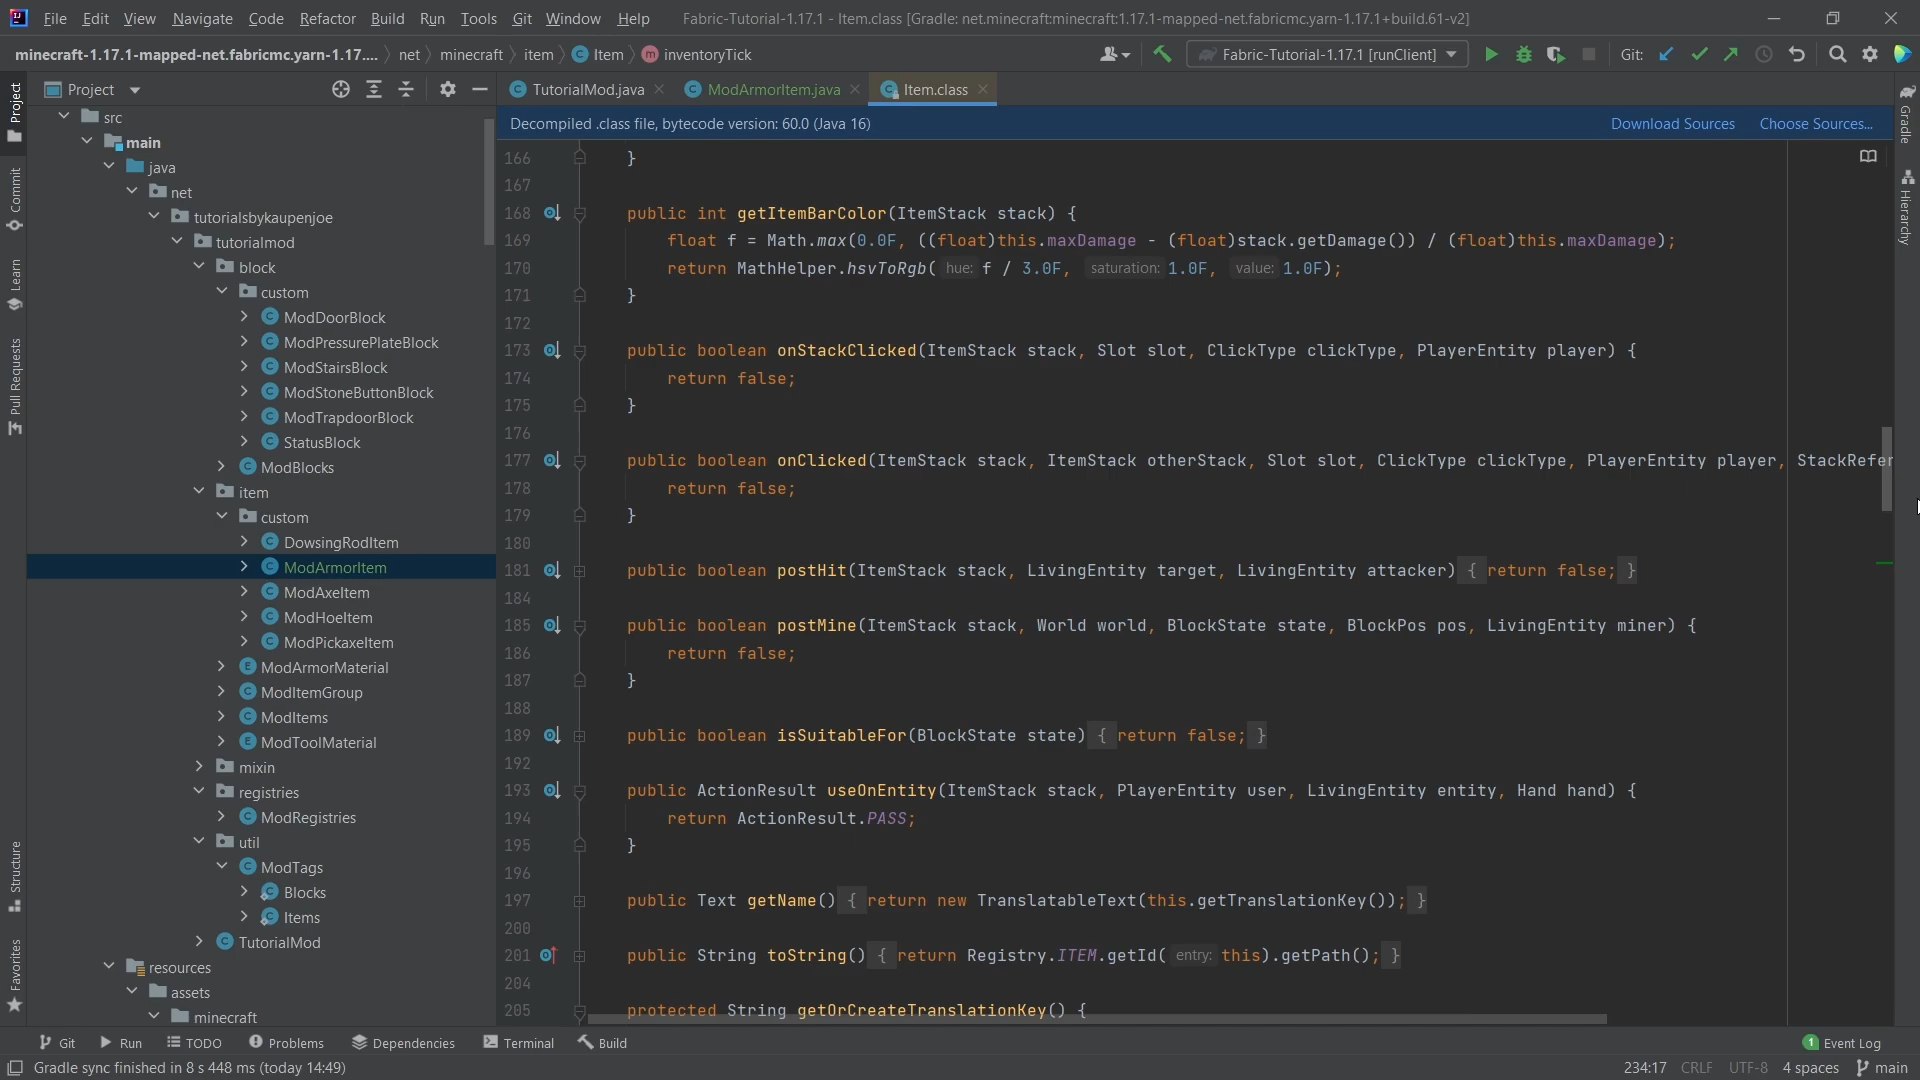 File Edit View Navigate Code Refactor Build Run Tools Git Window Help Fabric-Tutorial-1.17.1 - Item.class [Gradle: net.minecraft:minecraft:1.17.1-mapped-net.fabricmc.yarn-1.17.1+build.61-v2]
minecraft-1.17.1-mapped-net.fabricmc.yarn-1.17.... net minecraft item Item inventoryTick Fabric-Tutorial-1.17.1 [runClient] Git:
Project TutorialMod.java ModArmorItem.java Item.class
Decompiled .class file, bytecode version: 60.0 (Java 16) Download Sources Choose Sources...
Project
Commit
Learn
Pull Requests
Structure
Favorites
src
main
java
net
tutorialsbykaupenjoe
tutorialmod
block
custom
ModDoorBlock
ModPressurePlateBlock
ModStairsBlock
ModStoneButtonBlock
ModTrapdoorBlock
StatusBlock
ModBlocks
item
custom
DowsingRodItem
ModArmorItem
ModAxeItem
ModHoeItem
ModPickaxeItem
ModArmorMaterial
ModItemGroup
ModItems
ModToolMaterial
mixin
registries
ModRegistries
util
ModTags
Blocks
Items
TutorialMod
resources
assets
minecraft
166 }
167
168 public int getItemBarColor(ItemStack stack) {
169 float f = Math.max(0.0F, ((float)this.maxDamage - (float)stack.getDamage()) / (float)this.maxDamage);
170 return MathHelper.hsvToRgb( hue: f / 3.0F, saturation: 1.0F, value: 1.0F);
171 }
172
173 public boolean onStackClicked(ItemStack stack, Slot slot, ClickType clickType, PlayerEntity player) {
174 return false;
175 }
176
177 public boolean onClicked(ItemStack stack, ItemStack otherStack, Slot slot, ClickType clickType, PlayerEntity player, StackRefer
178 return false;
179 }
180
181 public boolean postHit(ItemStack stack, LivingEntity target, LivingEntity attacker) { return false; }
184
185 public boolean postMine(ItemStack stack, World world, BlockState state, BlockPos pos, LivingEntity miner) {
186 return false;
187 }
188
189 public boolean isSuitableFor(BlockState state) { return false; }
192
193 public ActionResult useOnEntity(ItemStack stack, PlayerEntity user, LivingEntity entity, Hand hand) {
194 return ActionResult.PASS;
195 }
196
197 public Text getName() { return new TranslatableText(this.getTranslationKey()); }
200
201 public String toString() { return Registry.ITEM.getId( entry: this).getPath(); }
204
205 protected String getOrCreateTranslationKey() {
Gradle
Hierarchy
Git Run TODO Problems Dependencies Terminal Build 1 Event Log
Gradle sync finished in 8 s 448 ms (today 14:49) 234:17 CRLF UTF-8 4 spaces main